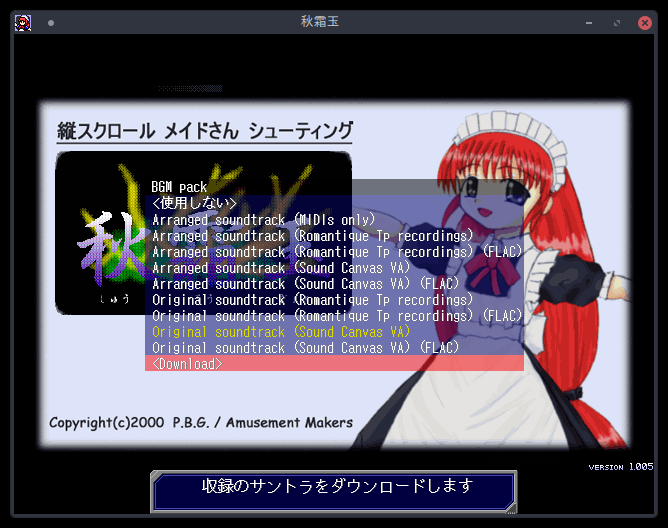 秋霜玉
縦スクロール メイドさん シューティング
BGM pack
<使用しない>
Arranged soundtrack (MIDIs only)
Arranged soundtrack (Romantique Tp recordings)
Arranged soundtrack (Romantique Tp recordings) (FLAC)
Arranged soundtrack (Sound Canvas VA)
Arranged soundtrack (Sound Canvas VA) (FLAC)
Original soundtrack (Romantique Tp recordings)
Original soundtrack (Romantique Tp recordings) (FLAC)
Original soundtrack (Sound Canvas VA)
Original soundtrack (Sound Canvas VA) (FLAC)
<Download>
秋霜玉
しゅう
Copyright(c)2000 P.B.G. / Amusement Makers
VERSION 1.005
収録のサントラをダウンロードします